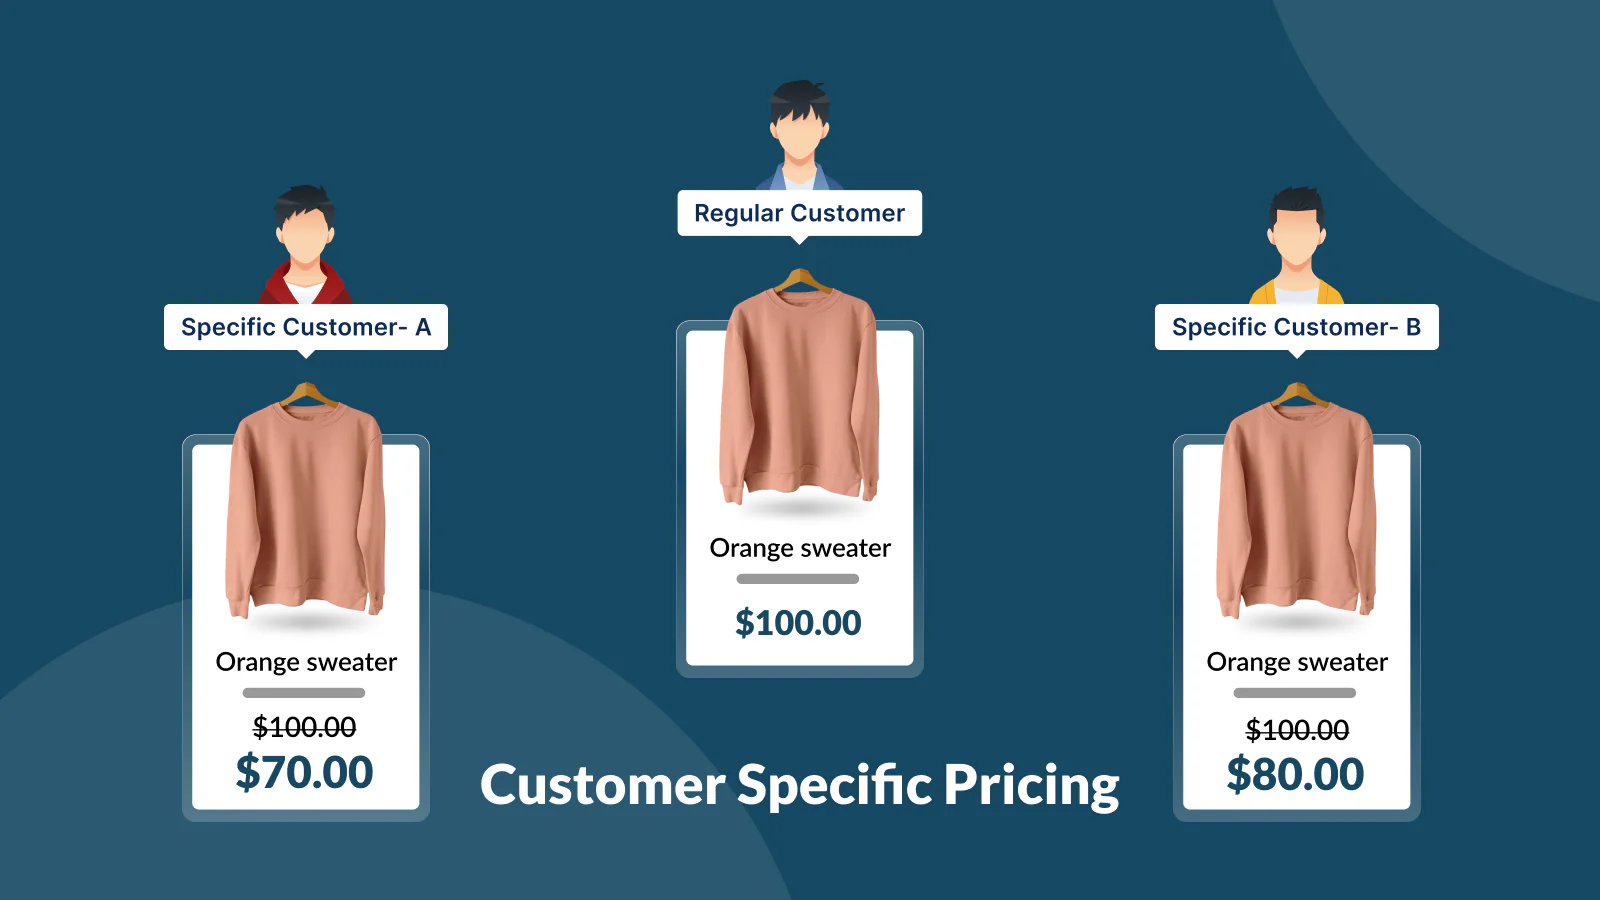 Regular Customer
Orange sweater
$100.00
Specific Customer- A
Orange sweater
$100.00
$70.00
Specific Customer- B
Orange sweater
$100.00
$80.00
Customer Specific Pricing